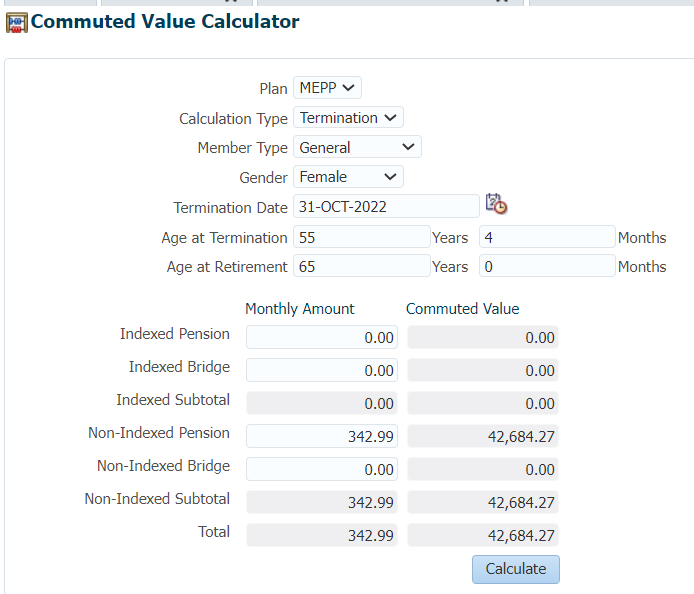 Commuted Value Calculator
Plan MEPP
Calculation Type Termination
Member Type General
Gender Female
Termination Date 31-OCT-2022
Age at Termination 55 Years 4 Months
Age at Retirement 65 Years 0 Months
Monthly Amount Commuted Value
Indexed Pension 0.00 0.00
Indexed Bridge 0.00 0.00
Indexed Subtotal 0.00 0.00
Non-Indexed Pension 342.99 42,684.27
Non-Indexed Bridge 0.00 0.00
Non-Indexed Subtotal 342.99 42,684.27
Total 342.99 42,684.27
Calculate